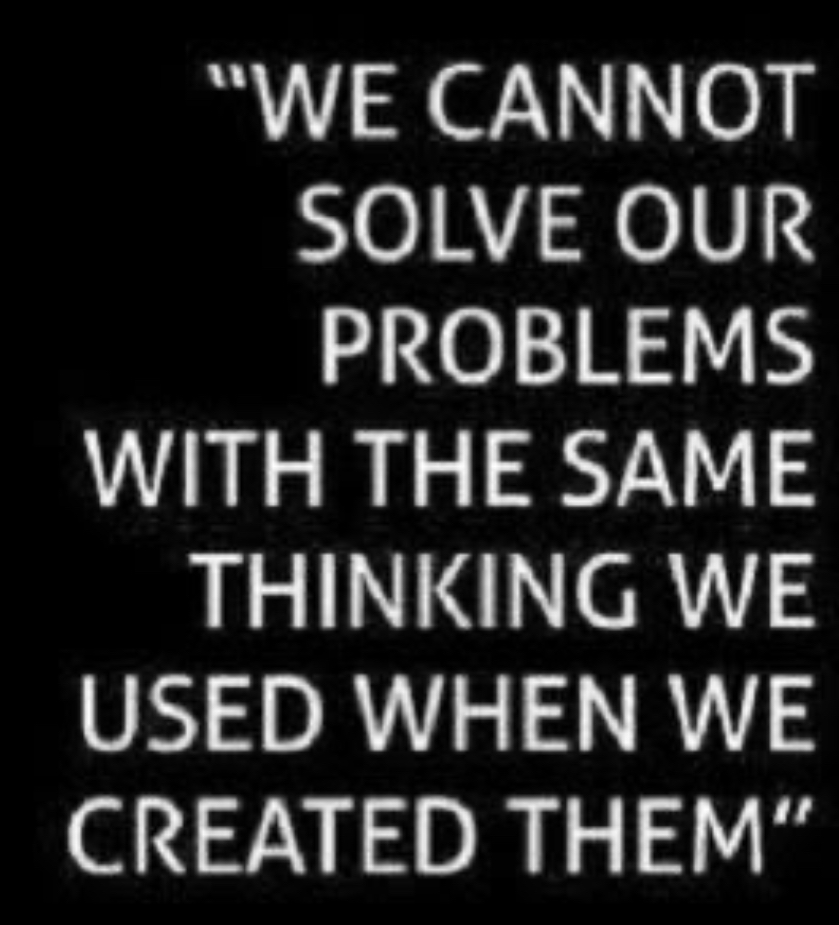 “WE CANNOT
SOLVE OUR
PROBLEMS
WITH THE SAME
THINKING WE
USED WHEN WE
CREATED THEM”